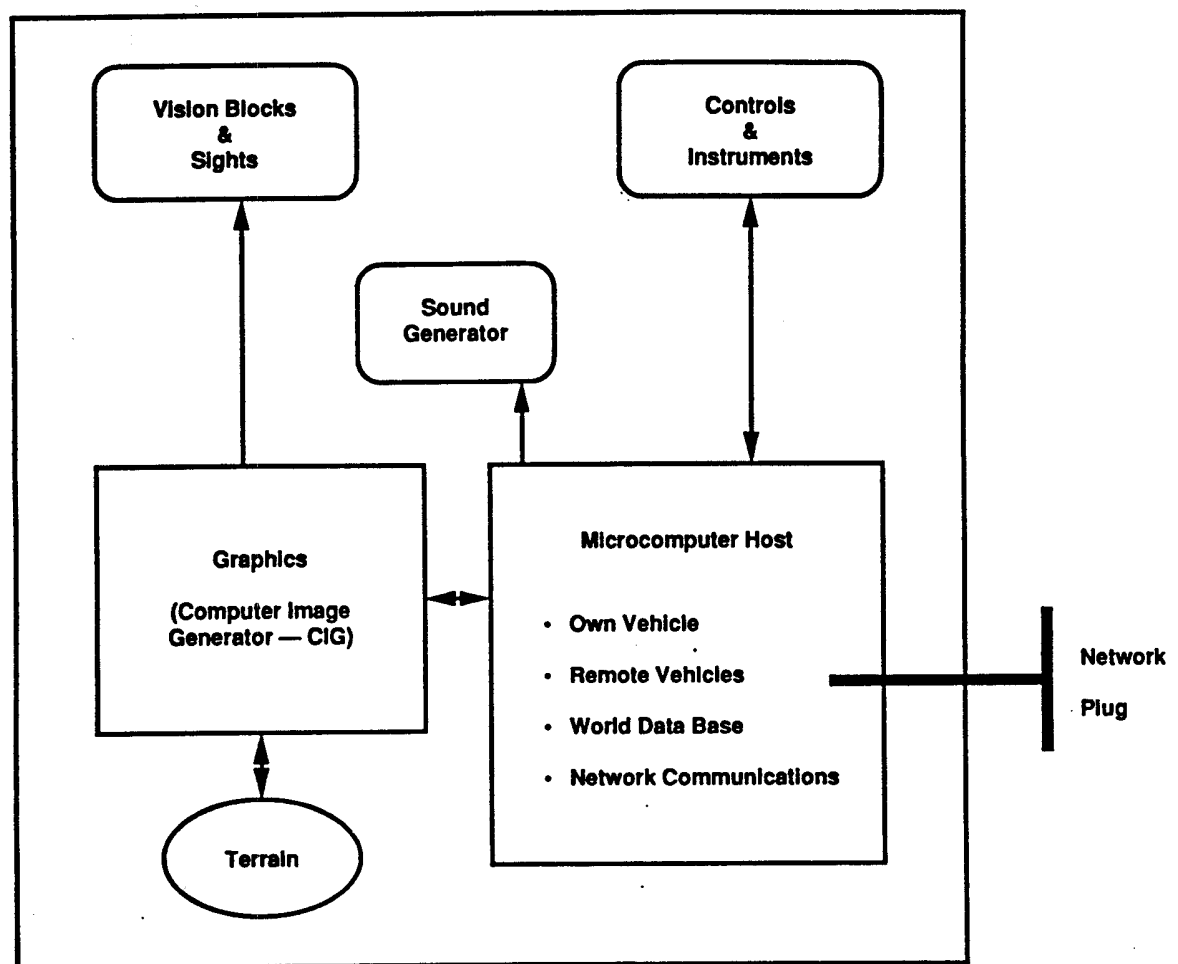 Vision Blocks
&
Sights
Controls
&
Instruments
Sound
Generator
Graphics
(Computer Image
Generator — CIG)
Microcomputer Host
• Own Vehicle
• Remote Vehicles
• World Data Base
• Network Communications
Network
Plug
Terrain